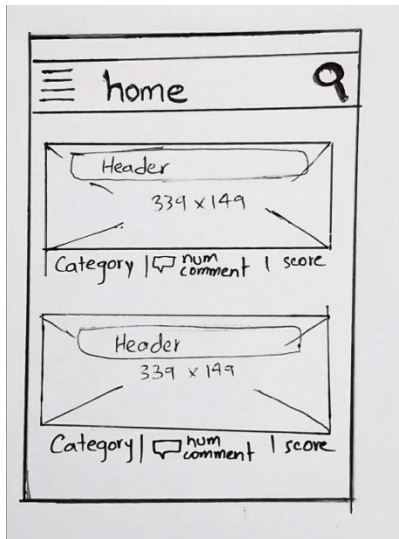 home
Header
339 x 149
Category | num comment | score
Header
339 x 149
Category | num comment | score